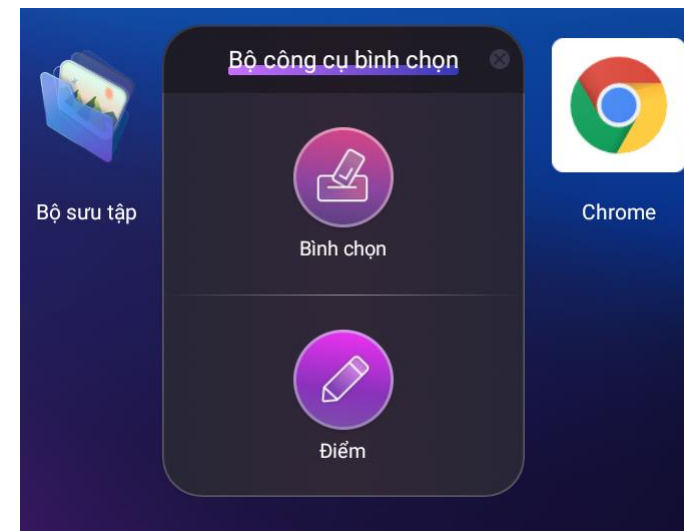 Bộ công cụ bình chọn
Bộ sưu tập
Bình chọn
Chrome
Điểm